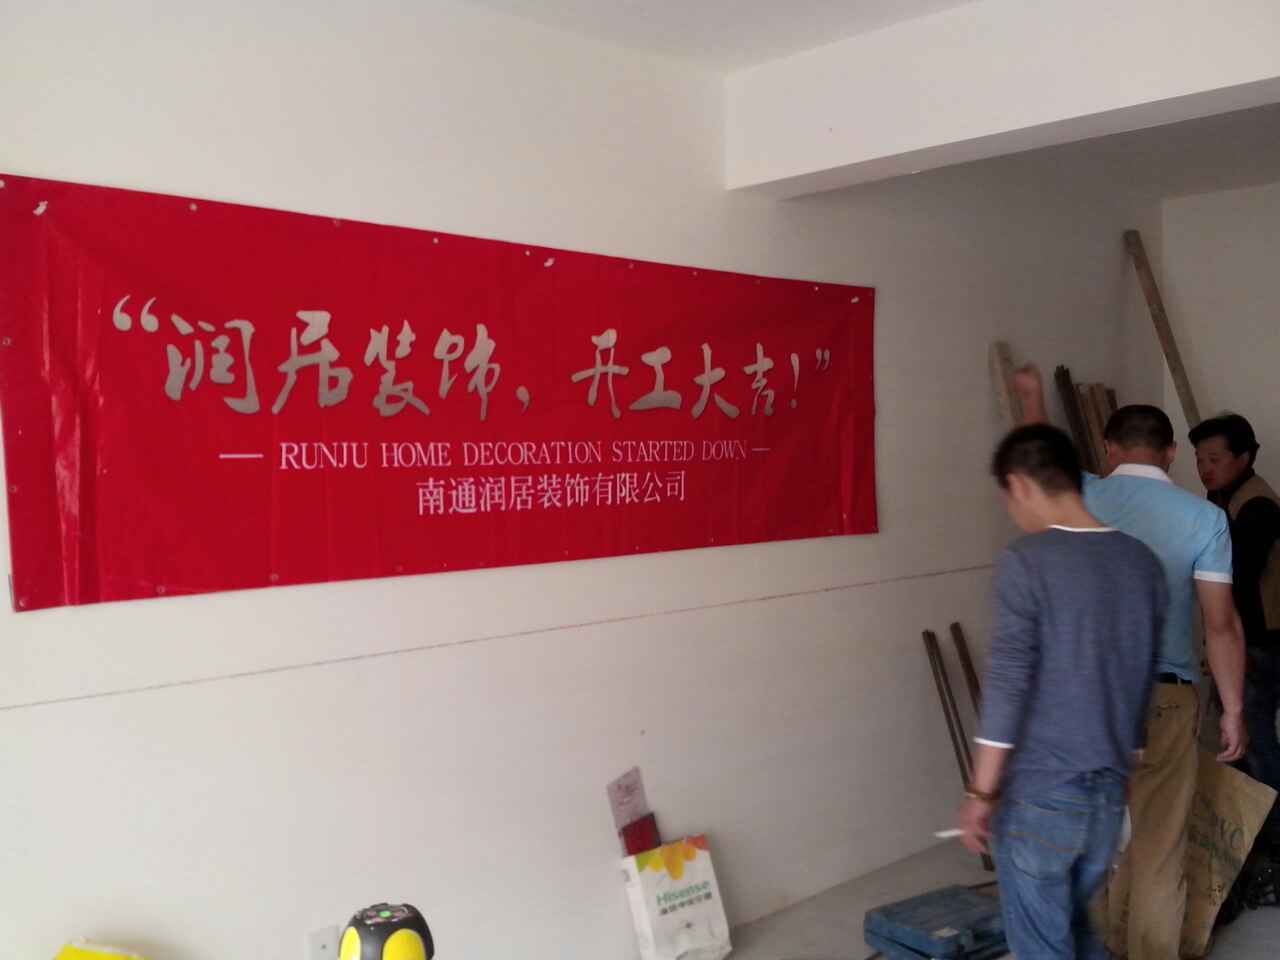 “润居装饰，开工大吉！”
— RUNJU HOME DECORATION STARTED DOWN —
南通润居装饰有限公司
Hisense